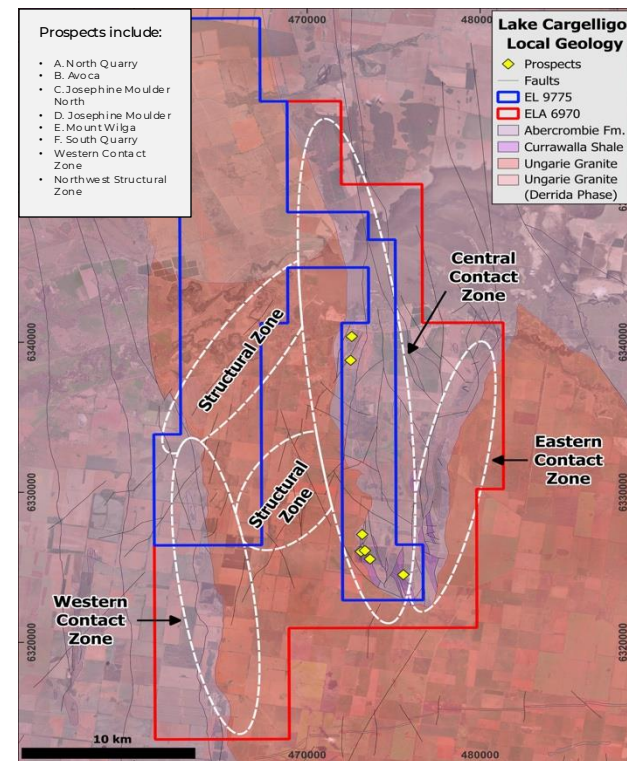 470000
480000
Prospects include:
• A. North Quarry
• B. Avoca
• C. Josephine Moulder
North
• D. Josephine Moulder
• E. Mount Wilga
• F. South Quarry
• Western Contact
Zone
• Northwest Structural
Zone
Lake Cargelligo
Local Geology
Prospects
Faults
EL 9775
ELA 6970
Abercrombie Fm.
Currawalla Shale
Ungarie Granite
Ungarie Granite
(Derrida Phase)
Central
Contact
Zone
6340000
6340000
Structural Zone
Structural
Zone
Eastern
Contact
Zone
6330000
6330000
Western
Contact
Zone
6320000
6320000
10 km
470000
480000